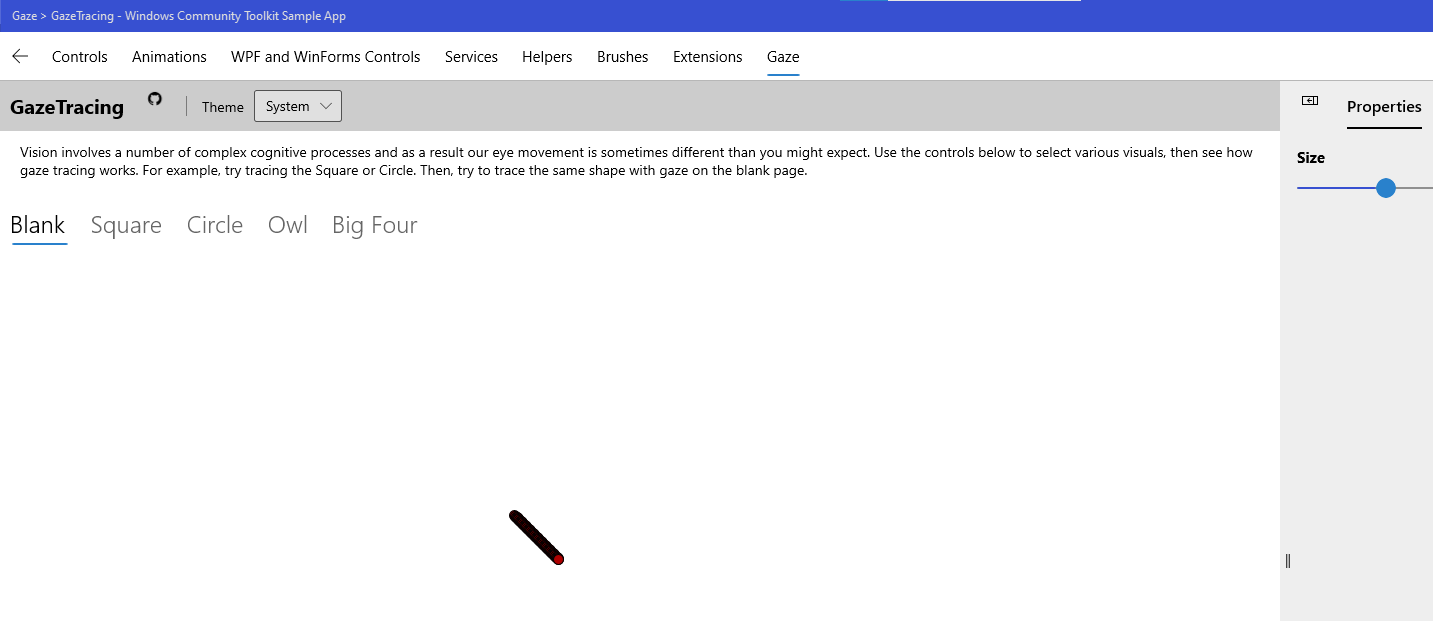 Gaze > GazeTracing - Windows Community Toolkit Sample App
Controls Animations WPF and WinForms Controls Services Helpers Brushes Extensions Gaze
GazeTracing Theme System
Properties
Vision involves a number of complex cognitive processes and as a result our eye movement is sometimes different than you might expect. Use the controls below to select various visuals, then see how
gaze tracing works. For example, try tracing the Square or Circle. Then, try to trace the same shape with gaze on the blank page.
Size
Blank Square Circle Owl Big Four